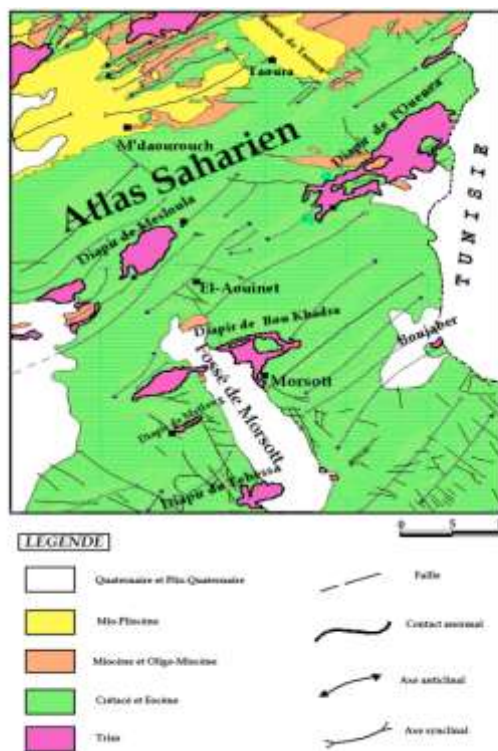 Taoura
M'daourouch
Diapir de l'Ouenza
Atlas Saharien
TUNISIE
Diapir de Mesloula
El-Aouinet
Diapir de Bou Khadra
Boujaber
Morsott
Fossé de Morsott
Diapir de
Diapir de Tebessa
0 5
LEGENDE
Quaternaire et Plio-Quaternaire
Faille
Mio-Pliocène
Contact anormal
Miocène et Oligo-Miocène
Axe anticlinal
Crétacé et Eocène
Trias
Axe synclinal